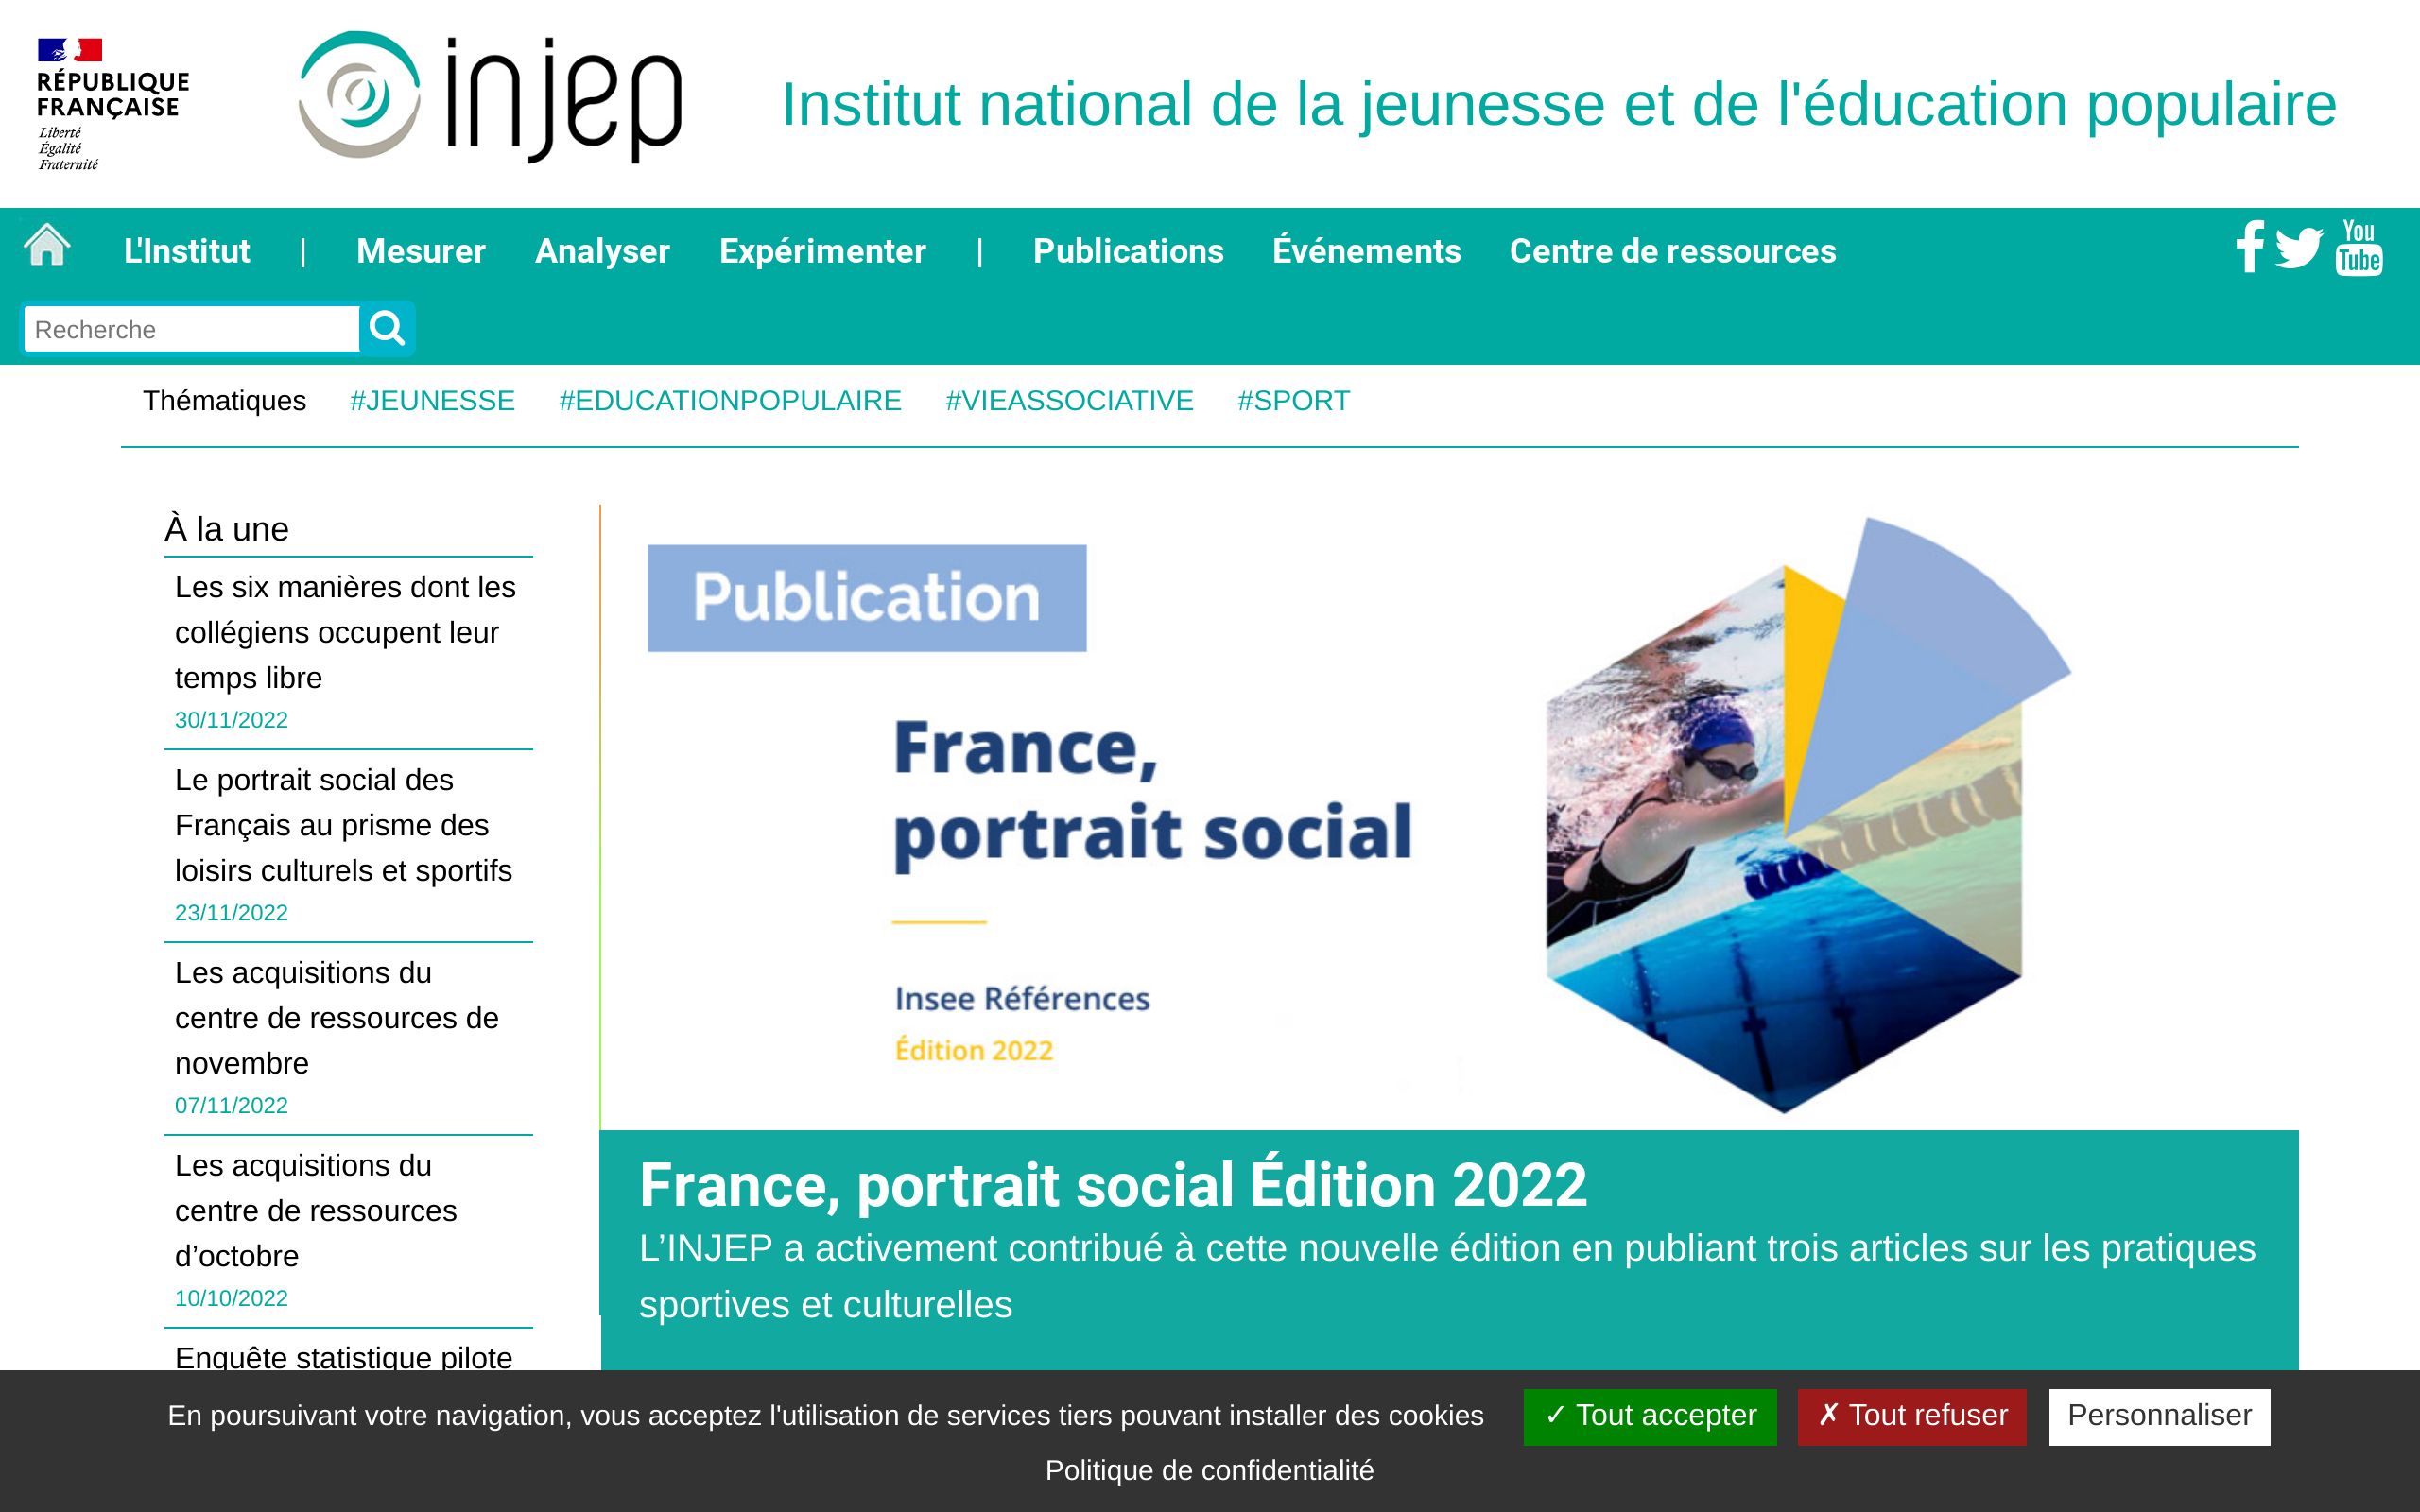 RÉPUBLIQUE
FRANÇAISE
Liberté
Égalité
Fraternité
injep
Institut national de la jeunesse et de l'éducation populaire
L'Institut | Mesurer Analyser Expérimenter | Publications Événements Centre de ressources
You
Tube
Recherche
Thématiques #JEUNESSE #EDUCATIONPOPULAIRE #VIEASSOCIATIVE #SPORT
À la une
Les six manières dont les
collégiens occupent leur
temps libre
30/11/2022
Le portrait social des
Français au prisme des
loisirs culturels et sportifs
23/11/2022
Les acquisitions du
centre de ressources de
novembre
07/11/2022
Les acquisitions du
centre de ressources
d’octobre
10/10/2022
Enquête statistique pilote
Publication
France,
portrait social
Insee Références
Édition 2022
France, portrait social Édition 2022
L’INJEP a activement contribué à cette nouvelle édition en publiant trois articles sur les pratiques
sportives et culturelles
En poursuivant votre navigation, vous acceptez l'utilisation de services tiers pouvant installer des cookies
✓ Tout accepter
✗ Tout refuser
Personnaliser
Politique de confidentialité